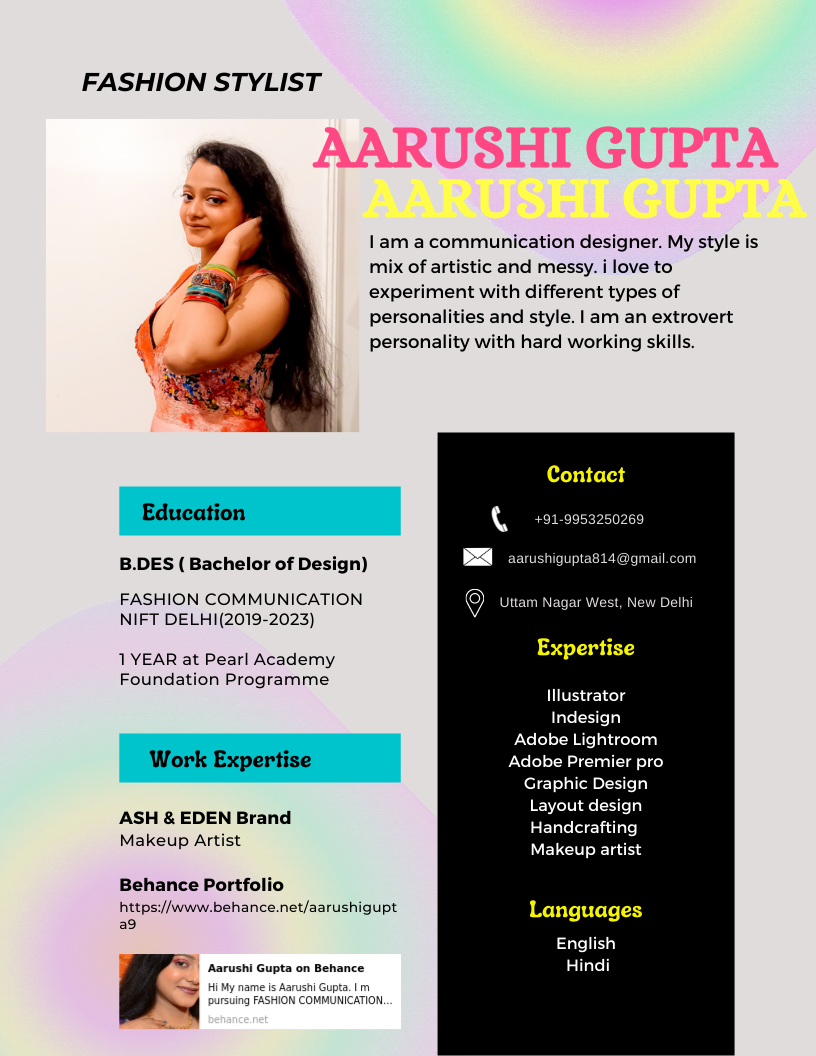 FASHION STYLIST
AARUSHI GUPTA
AARUSHI GUPTA
I am a communication designer. My style is
mix of artistic and messy. i love to
experiment with different types of
personalities and style. I am an extrovert
personality with hard working skills.
Education
B.DES ( Bachelor of Design)
FASHION COMMUNICATION
NIFT DELHI(2019-2023)
1 YEAR at Pearl Academy
Foundation Programme
Work Expertise
ASH & EDEN Brand
Makeup Artist
Behance Portfolio
https://www.behance.net/aarushigupt
a9
Aarushi Gupta on Behance
Hi My name is Aarushi Gupta. I m
pursuing FASHION COMMUNICATION...
behance.net
Contact
+91-9953250269
aarushigupta814@gmail.com
Uttam Nagar West, New Delhi
Expertise
Illustrator
Indesign
Adobe Lightroom
Adobe Premier pro
Graphic Design
Layout design
Handcrafting
Makeup artist
Languages
English
Hindi